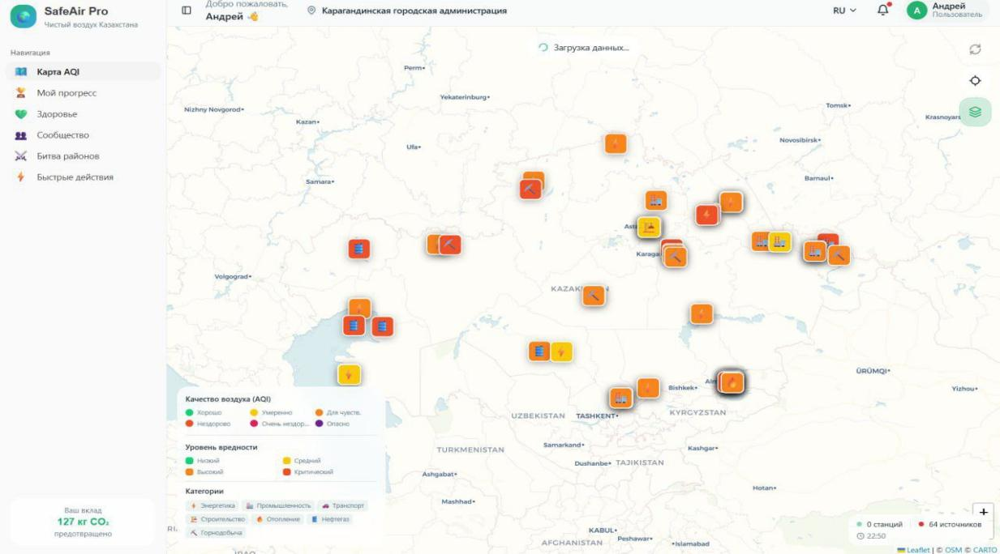 SafeAir Pro
Чистый воздух Казахстана
Навигация
Карта AQI
Мой прогресс
Здоровье
Сообщество
Битва районов
Быстрые действия
Ваш вклад
127 кг CO₂
предотвращено
Добро пожаловать,
Андрей
Карагандинская городская администрация
RU
А
Андрей
Пользователь
Загрузка данных...
Perm
Yekaterinburg
Nizhny Novgorod
Kazan
Tomsk
Krasnoyars
Ufa
Novosibirsk
Samara
Barnaul
Asta
Karaga
Volgograd
KAZAK N
ÜRÜMQI
Alm
Bishkek
Yizhou
UZBEKISTAN
TASHKENT
KYRGYZSTAN
TURKMENISTAN
Samarkand
Kashgar
Dushanbe
TAJIKISTAN
Ashgabat
Hotan
Mashhad
KABUL
Peshawar
Islamabad
AFGHANISTAN
Качество воздуха (AQI)
Хорошо Умеренно Для чувств.
Нездорово Очень нездор... Опасно
Уровень вредности
Низкий Средний
Высокий Критический
Категории
Энергетика Промышленность Транспорт
Строительство Отопление Нефтегаз
Горнодобыча
+
0 станций 64 источников
22:50
Leaflet | © OSM © CARTO